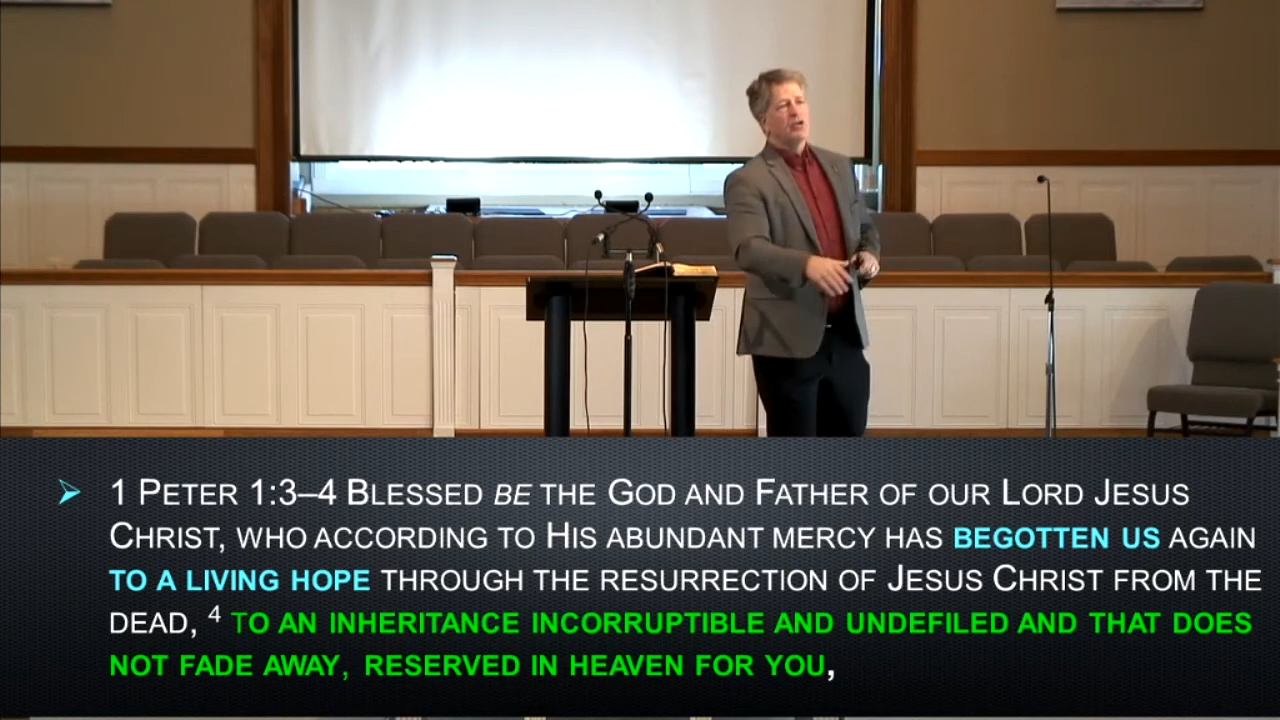 1 PETER 1:3–4 BLESSED BE THE GOD AND FATHER OF OUR LORD JESUS
CHRIST, WHO ACCORDING TO HIS ABUNDANT MERCY HAS BEGOTTEN US AGAIN
TO A LIVING HOPE THROUGH THE RESURRECTION OF JESUS CHRIST FROM THE
DEAD, 4 TO AN INHERITANCE INCORRUPTIBLE AND UNDEFILED AND THAT DOES
NOT FADE AWAY, RESERVED IN HEAVEN FOR YOU,